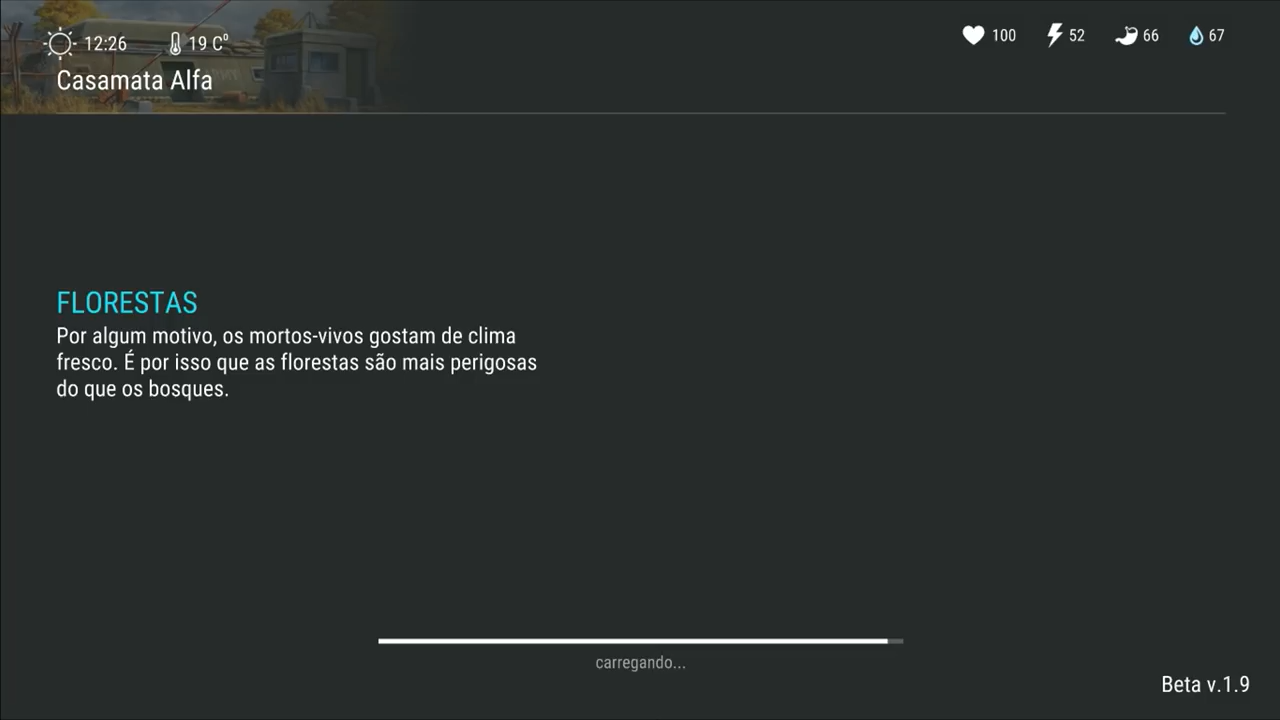 12:26 19 C⁰
100 52 66 67
Casamata Alfa
FLORESTAS
Por algum motivo, os mortos-vivos gostam de clima
fresco. É por isso que as florestas são mais perigosas
do que os bosques.
carregando...
Beta v.1.9